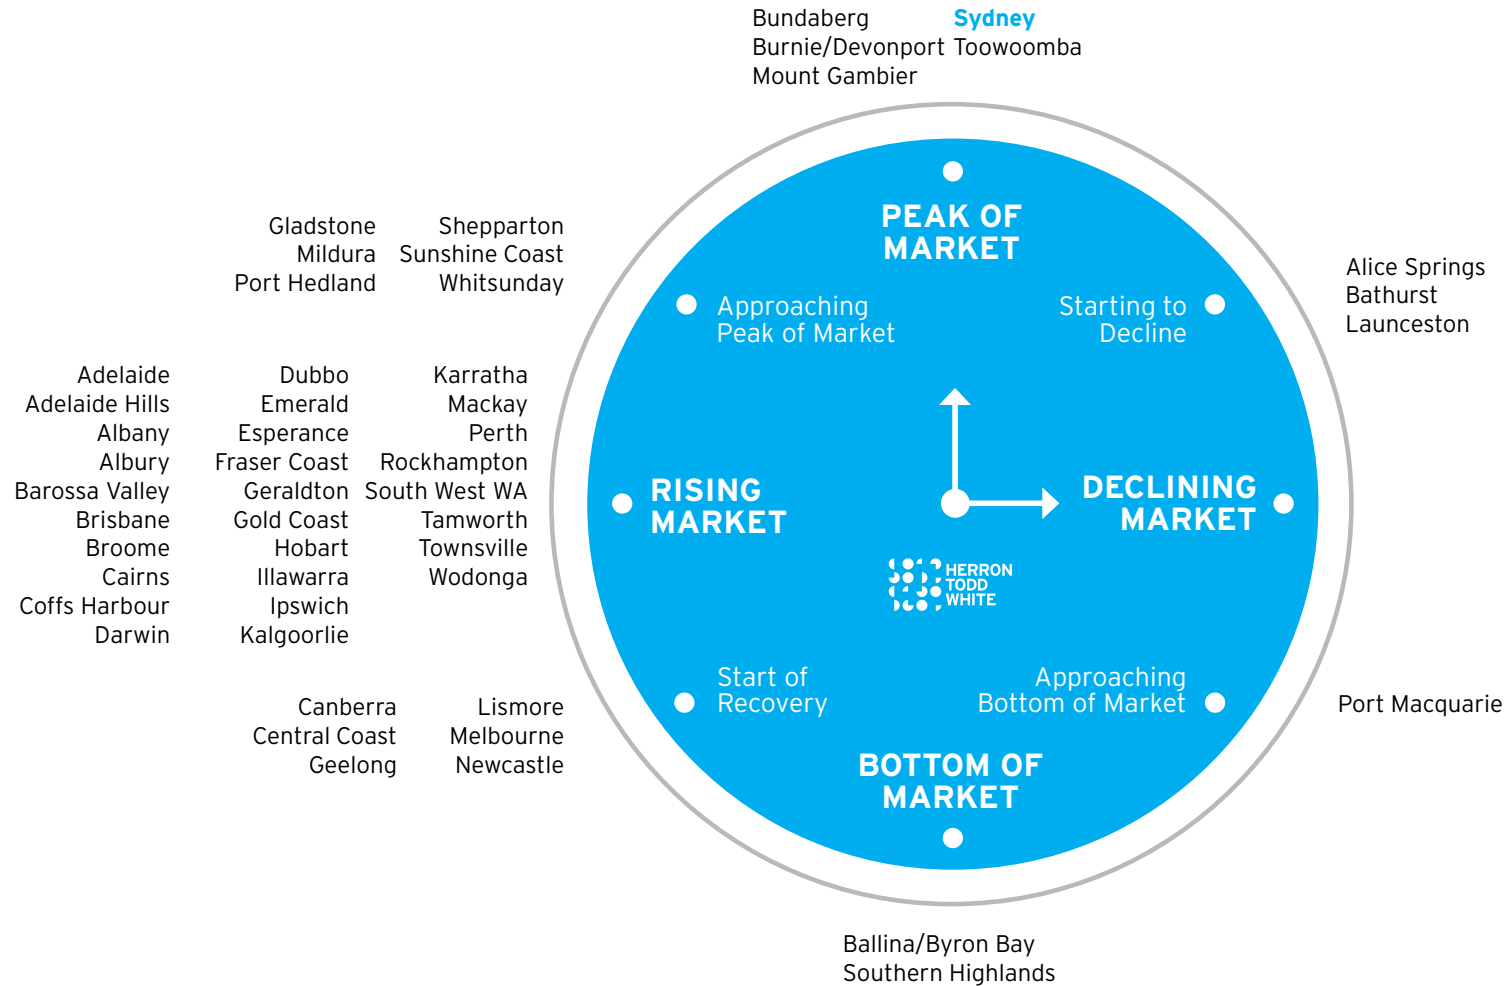 Bundaberg
Burnie/Devonport
Mount Gambier
Sydney
Toowoomba
PEAK OF
MARKET
Gladstone
Mildura
Port Hedland
Shepparton
Sunshine Coast
Whitsunday
Approaching
Peak of Market
Starting to
Decline
Alice Springs
Bathurst
Launceston
Adelaide
Adelaide Hills
Albany
Albury
Barossa Valley
Brisbane
Broome
Cairns
Coffs Harbour
Darwin
Dubbo
Emerald
Esperance
Fraser Coast
Geraldton
Gold Coast
Hobart
Illawarra
Ipswich
Kalgoorlie
Karratha
Mackay
Perth
Rockhampton
South West WA
Tamworth
Townsville
Wodonga
RISING
MARKET
DECLINING
MARKET
HERRON
TODD
WHITE
Canberra
Central Coast
Geelong
Lismore
Melbourne
Newcastle
Start of
Recovery
Approaching
Bottom of Market
Port Macquarie
BOTTOM OF
MARKET
Ballina/Byron Bay
Southern Highlands